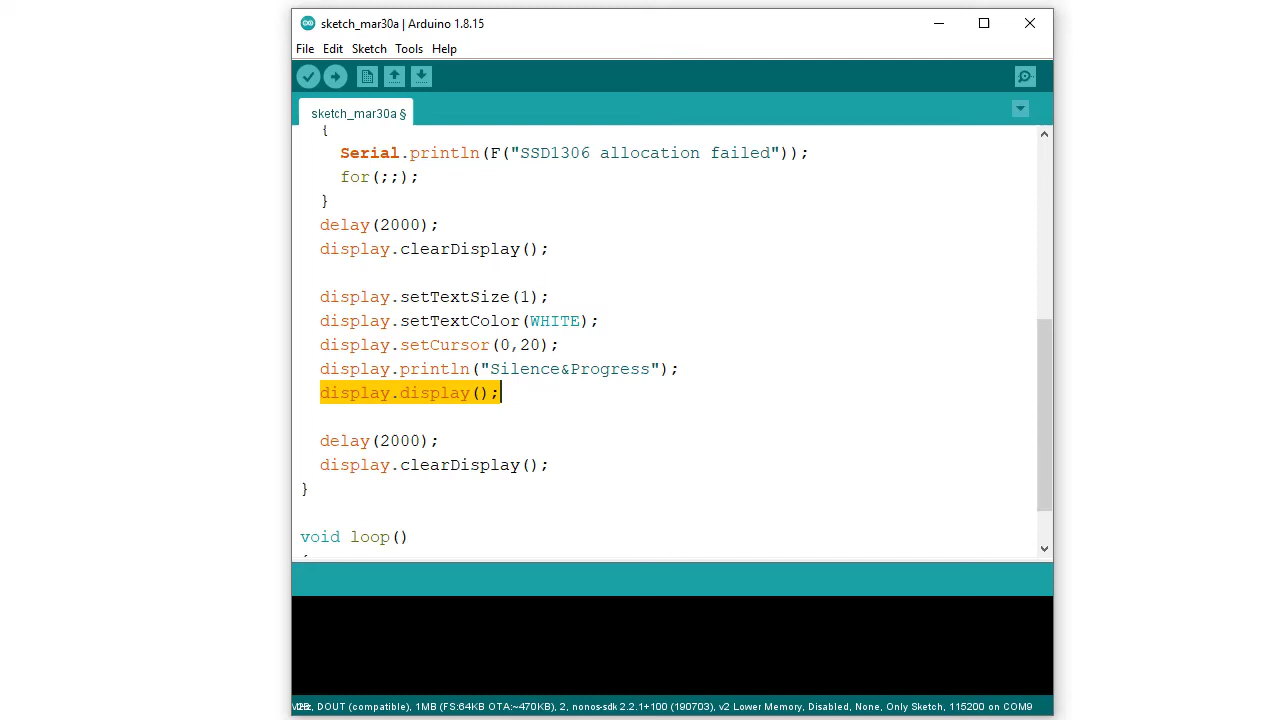 sketch_mar30a | Arduino 1.8.15
File Edit Sketch Tools Help
sketch_mar30a §
{
Serial.println(F("SSD1306 allocation failed"));
for(;;);
}
delay(2000);
display.clearDisplay();
display.setTextSize(1);
display.setTextColor(WHITE);
display.setCursor(0,20);
display.println("Silence&Progress");
display.display();
delay(2000);
display.clearDisplay();
}
void loop()
DOUT (compatible), 1MB (FS:64KB OTA:~470KB), 2, nonos-sdk 2.2.1+100 (190703), v2 Lower Memory, Disabled, None, Only Sketch, 115200 on COM9